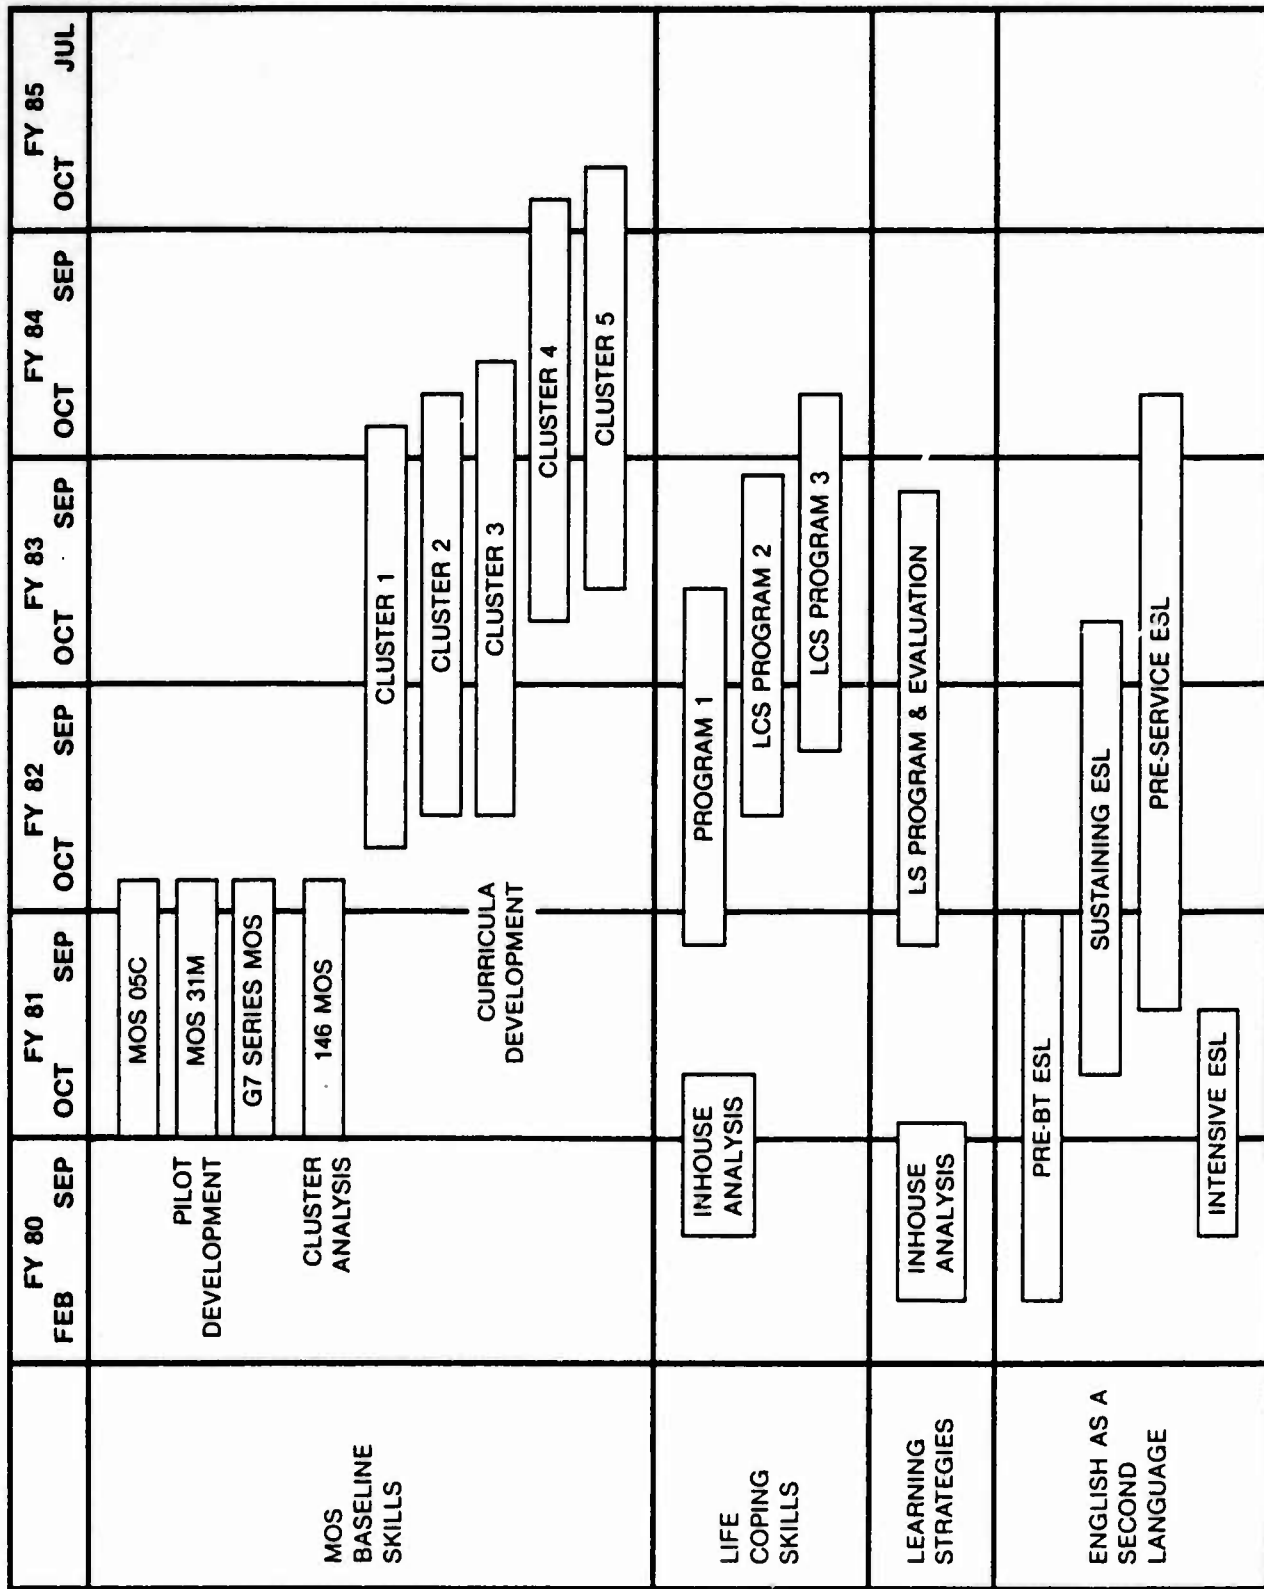 FY 80 FY 81 FY 82 FY 83 FY 84 FY 85
FEB SEP OCT SEP OCT SEP OCT SEP OCT SEP OCT JUL
MOS
BASELINE
SKILLS
PILOT
DEVELOPMENT
MOS 05C
MOS 31M
G7 SERIES MOS
CLUSTER
ANALYSIS
146 MOS
CURRICULA
DEVELOPMENT
CLUSTER 1
CLUSTER 2
CLUSTER 3
CLUSTER 4
CLUSTER 5
LIFE
COPING
SKILLS
INHOUSE
ANALYSIS
PROGRAM 1
LCS PROGRAM 2
LCS PROGRAM 3
LEARNING
STRATEGIES
INHOUSE
ANALYSIS
LS PROGRAM & EVALUATION
ENGLISH AS A
SECOND
LANGUAGE
PRE-BT ESL
SUSTAINING ESL
PRE-SERVICE ESL
INTENSIVE ESL